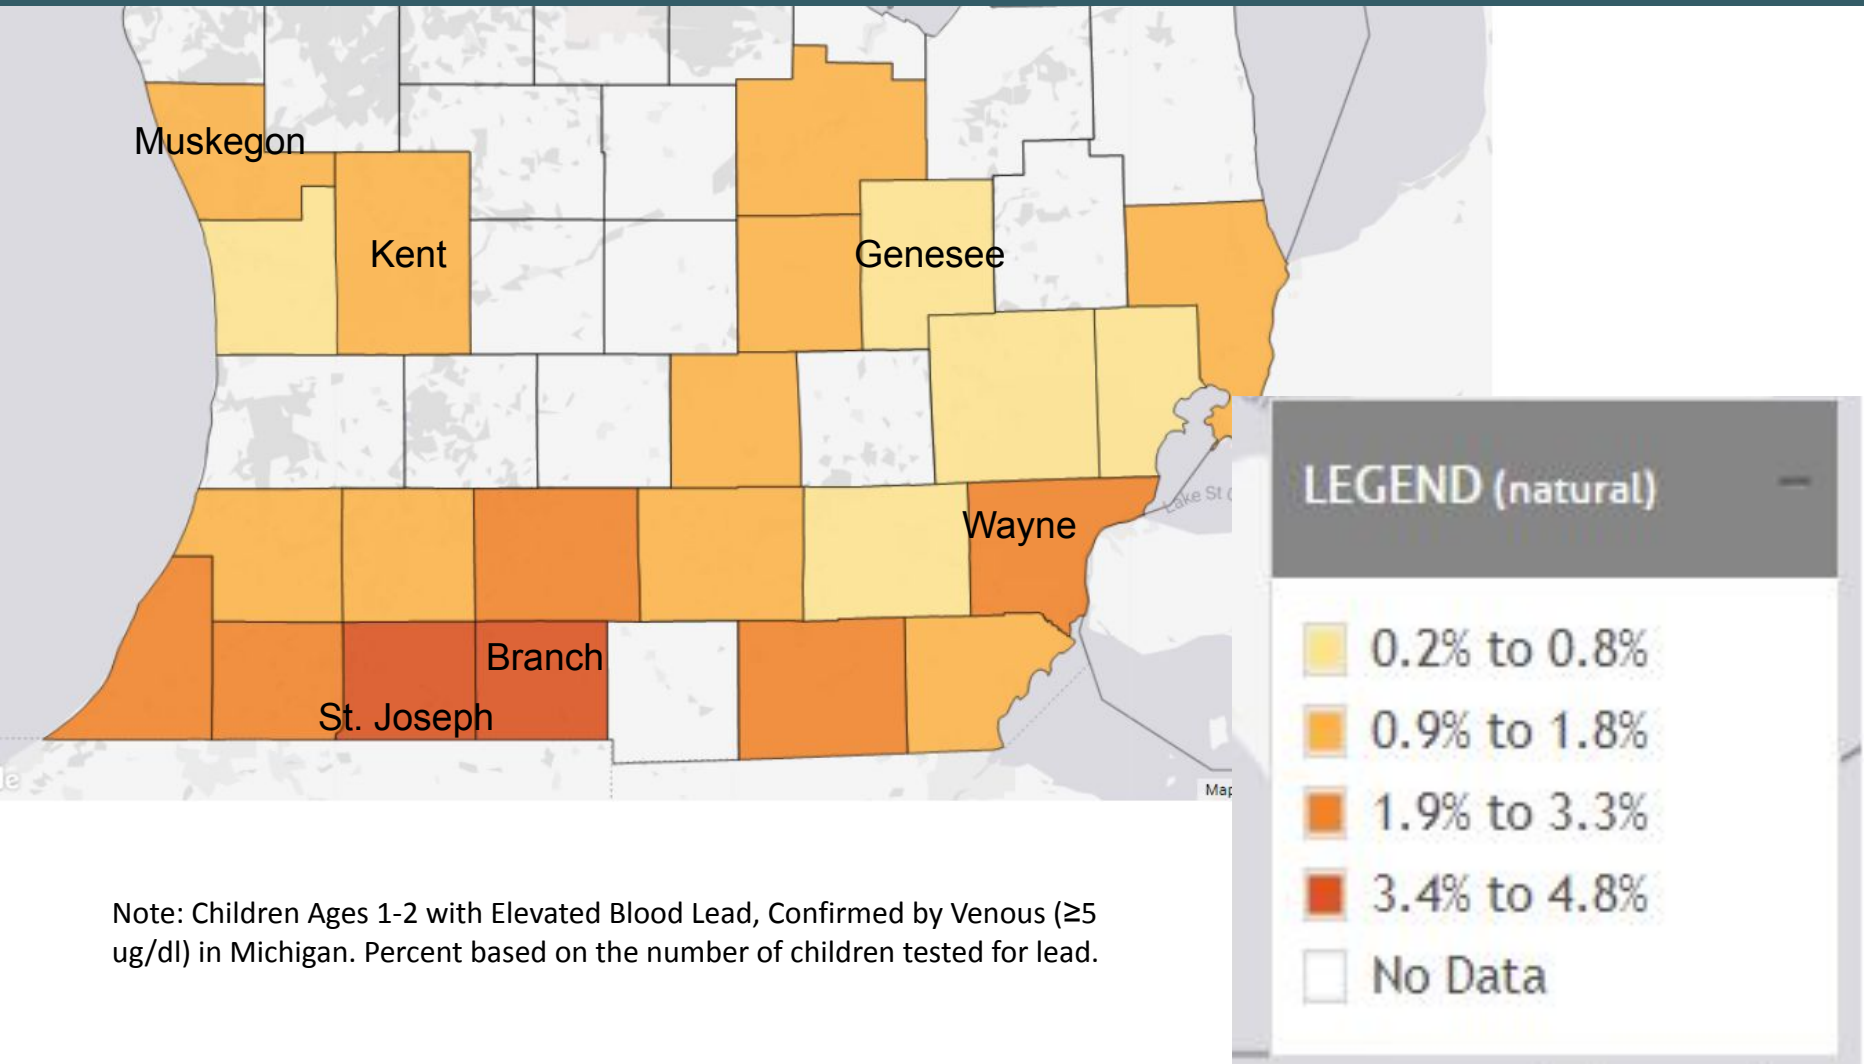 Muskegon
Kent
Genesee
Wayne
Lake St
Branch
St. Joseph
Map
LEGEND (natural)
0.2% to 0.8%
0.9% to 1.8%
1.9% to 3.3%
3.4% to 4.8%
No Data
Note: Children Ages 1-2 with Elevated Blood Lead, Confirmed by Venous (≥5
ug/dl) in Michigan. Percent based on the number of children tested for lead.